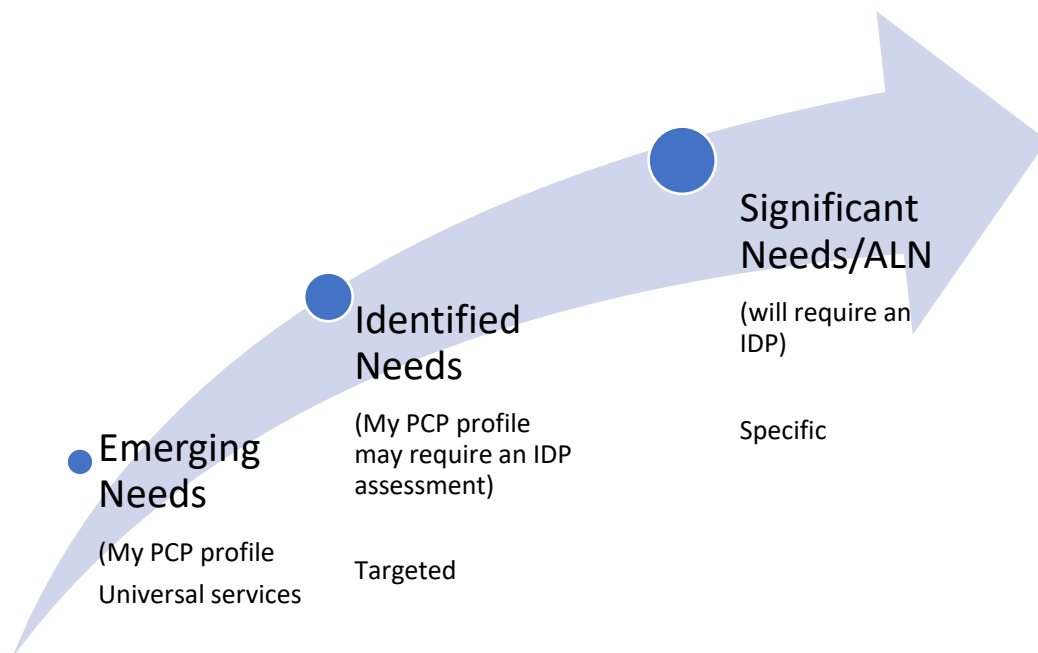 Emerging
Needs
(My PCP profile
Universal services
Identified
Needs
(My PCP profile
may require an IDP
assessment)
Targeted
Significant
Needs/ALN
(will require an
IDP)
Specific